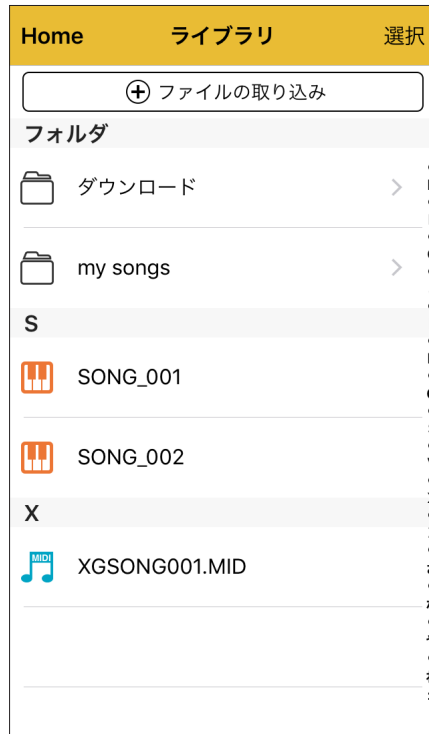 Home ライブラリ 選択
ファイルの取り込み
フォルダ
ダウンロード
my songs
S
SONG_001
SONG_002
X
MIDI XGSONG001.MID